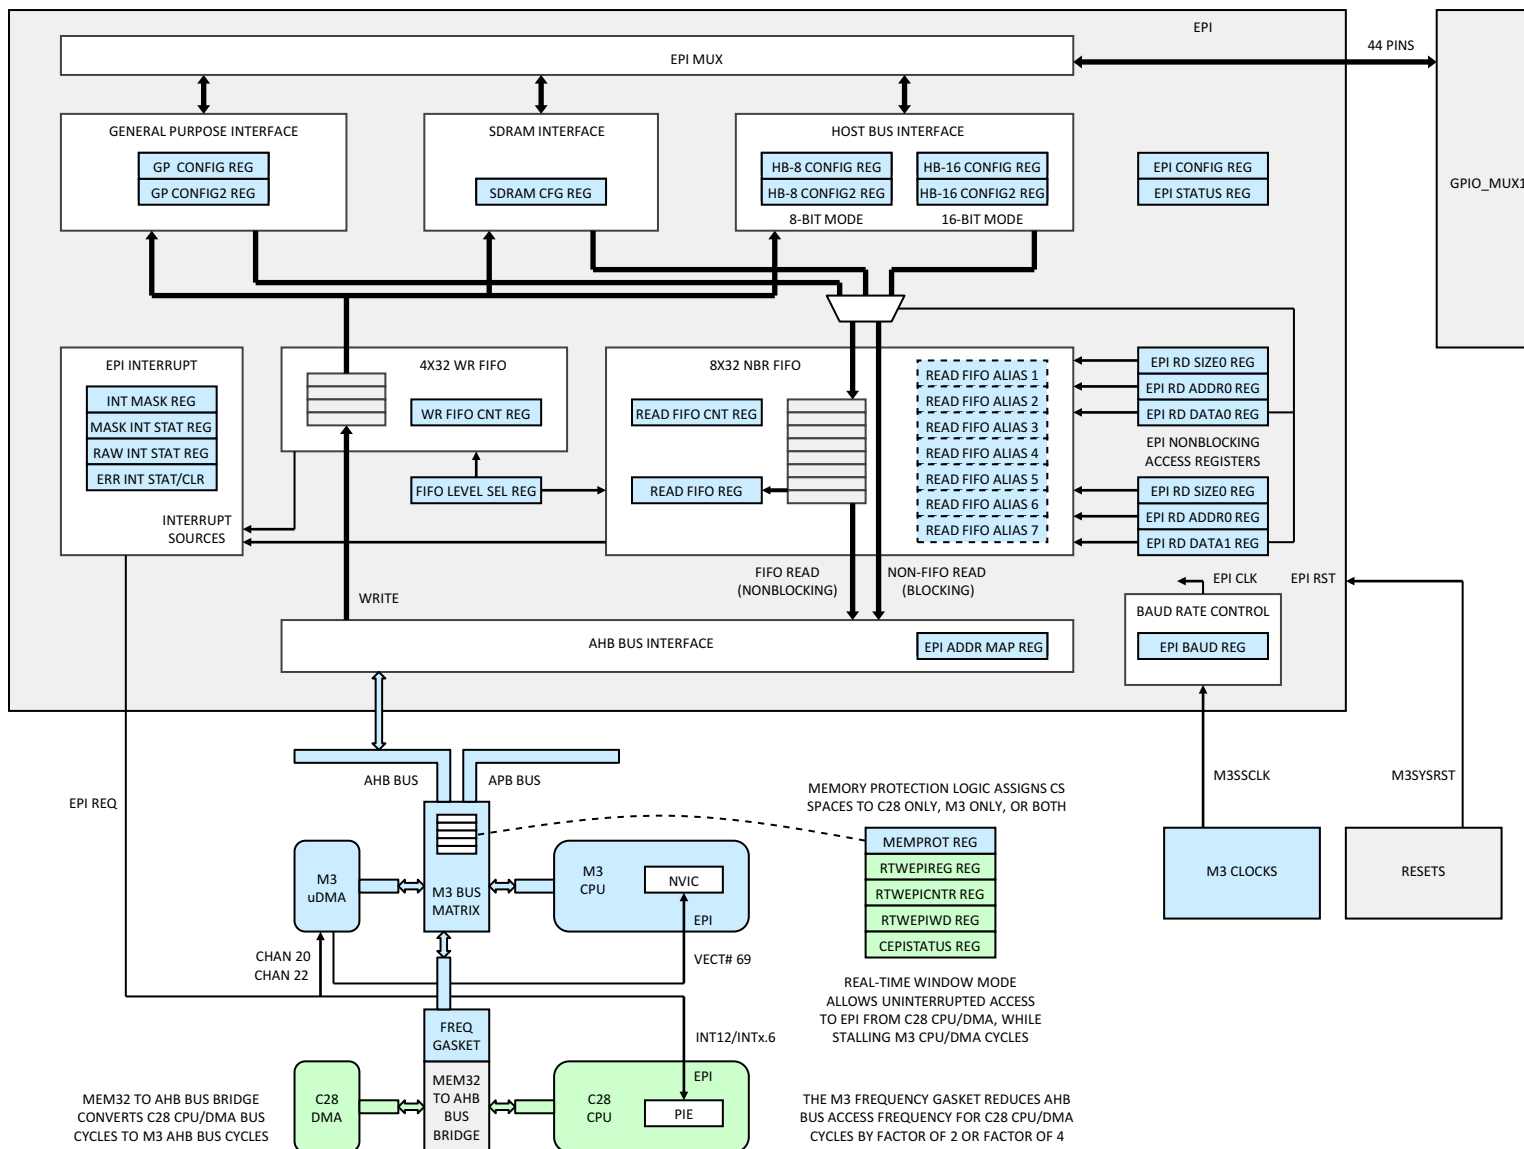 EPI
44 PINS
EPI MUX
GENERAL PURPOSE INTERFACE
GP CONFIG REG
GP CONFIG2 REG
SDRAM INTERFACE
SDRAM CFG REG
HOST BUS INTERFACE
HB-8 CONFIG REG
HB-8 CONFIG2 REG
8-BIT MODE
HB-16 CONFIG REG
HB-16 CONFIG2 REG
16-BIT MODE
EPI CONFIG REG
EPI STATUS REG
GPIO_MUX1
EPI INTERRUPT
INT MASK REG
MASK INT STAT REG
RAW INT STAT REG
ERR INT STAT/CLR
INTERRUPT
SOURCES
4X32 WR FIFO
WR FIFO CNT REG
FIFO LEVEL SEL REG
8X32 NBR FIFO
READ FIFO CNT REG
READ FIFO REG
READ FIFO ALIAS 1
READ FIFO ALIAS 2
READ FIFO ALIAS 3
READ FIFO ALIAS 4
READ FIFO ALIAS 5
READ FIFO ALIAS 6
READ FIFO ALIAS 7
EPI RD SIZE0 REG
EPI RD ADDR0 REG
EPI RD DATA0 REG
EPI NONBLOCKING
ACCESS REGISTERS
EPI RD SIZE0 REG
EPI RD ADDR0 REG
EPI RD DATA1 REG
WRITE
FIFO READ
(NONBLOCKING)
NON-FIFO READ
(BLOCKING)
EPI CLK
EPI RST
BAUD RATE CONTROL
EPI BAUD REG
AHB BUS INTERFACE
EPI ADDR MAP REG
AHB BUS
APB BUS
EPI REQ
M3SSCLK
M3SYSRST
MEMORY PROTECTION LOGIC ASSIGNS CS
SPACES TO C28 ONLY, M3 ONLY, OR BOTH
MEMPROT REG
RTWEPIREG REG
RTWEPICNTR REG
RTWEPIWD REG
CEPISTATUS REG
M3 CLOCKS
RESETS
M3
uDMA
M3 BUS
MATRIX
M3
CPU
NVIC
EPI
CHAN 20
CHAN 22
VECT# 69
REAL-TIME WINDOW MODE
ALLOWS UNINTERRUPTED ACCESS
TO EPI FROM C28 CPU/DMA, WHILE
STALLING M3 CPU/DMA CYCLES
FREQ
GASKET
INT12/INTx.6
MEM32 TO AHB BUS BRIDGE
CONVERTS C28 CPU/DMA BUS
CYCLES TO M3 AHB BUS CYCLES
C28
DMA
MEM32
TO AHB
BUS
BRIDGE
C28
CPU
EPI
PIE
THE M3 FREQUENCY GASKET REDUCES AHB
BUS ACCESS FREQUENCY FOR C28 CPU/DMA
CYCLES BY FACTOR OF 2 OR FACTOR OF 4